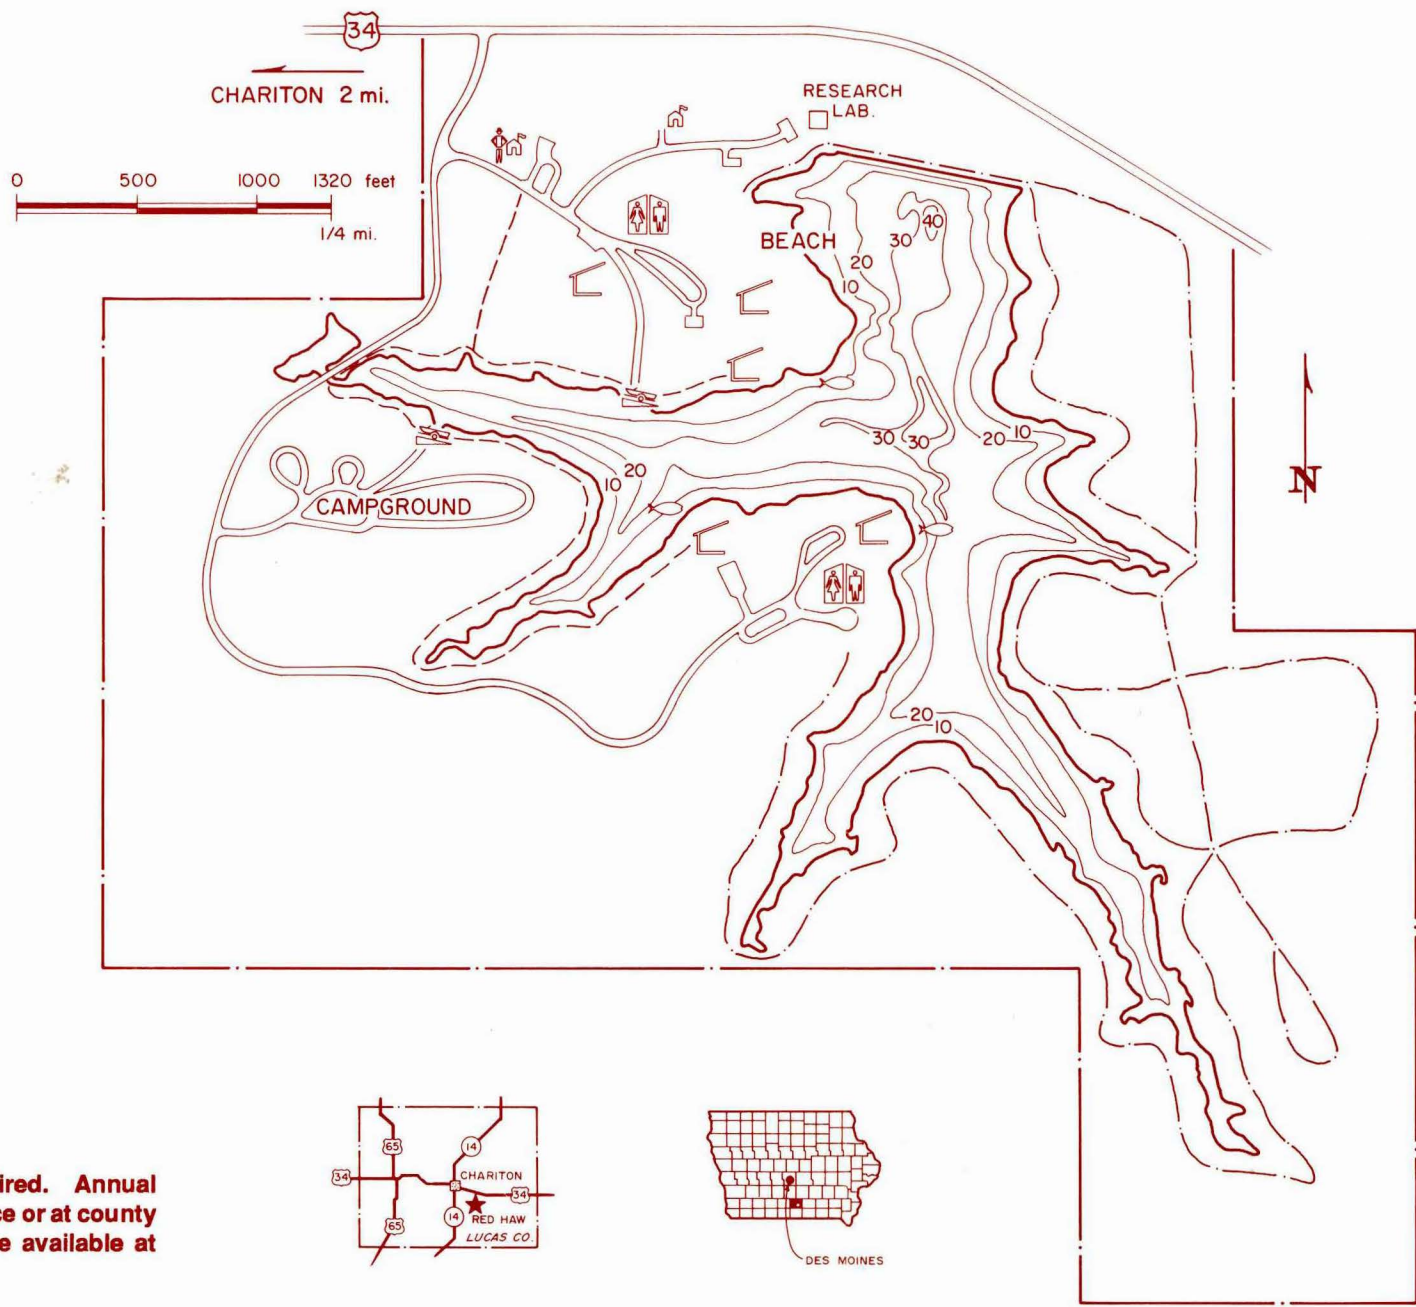 34
CHARITON 2 mi.
RESEARCH
LAB.
0 500 1000 1320 feet
1/4 mi.
BEACH
40
30
20
10
30
30
20
10
20
10
CAMPGROUND
N
20
10
65
14
34
CHARITON
34
14
RED HAW
65
LUCAS CO.
DES MOINES
ired. Annual
ce or at county
e available at